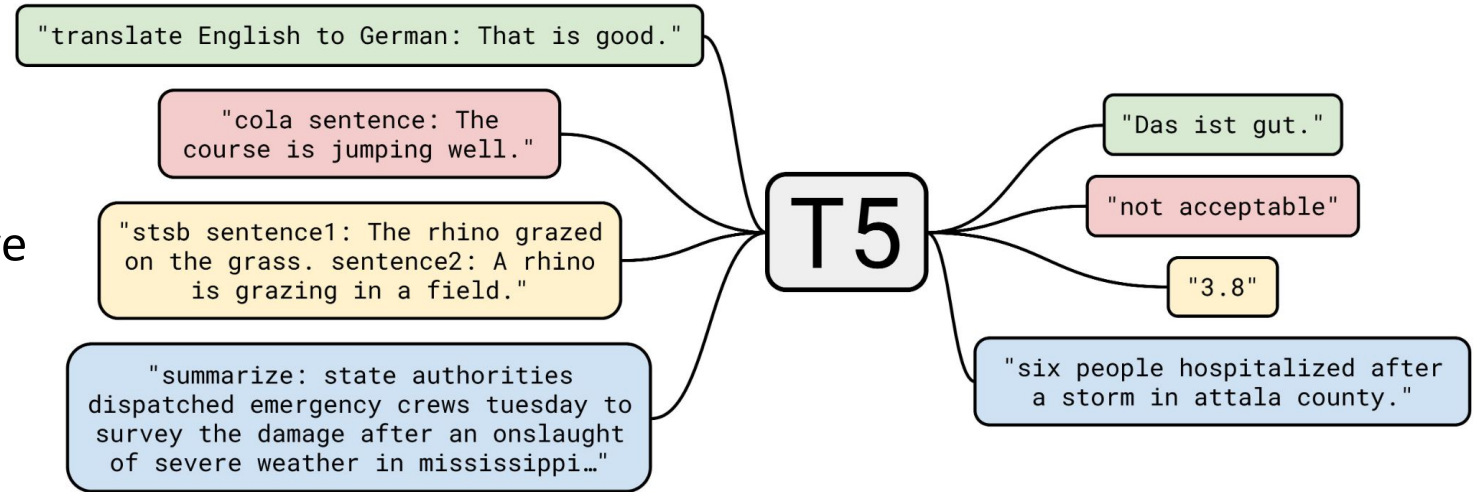 "translate English to German: That is good."
"cola sentence: The
course is jumping well."
"stsb sentence1: The rhino grazed
on the grass. sentence2: A rhino
is grazing in a field."
"summarize: state authorities
dispatched emergency crews tuesday to
survey the damage after an onslaught
of severe weather in mississippi…"
T5
"Das ist gut."
"not acceptable"
"3.8"
"six people hospitalized after
a storm in attala county."